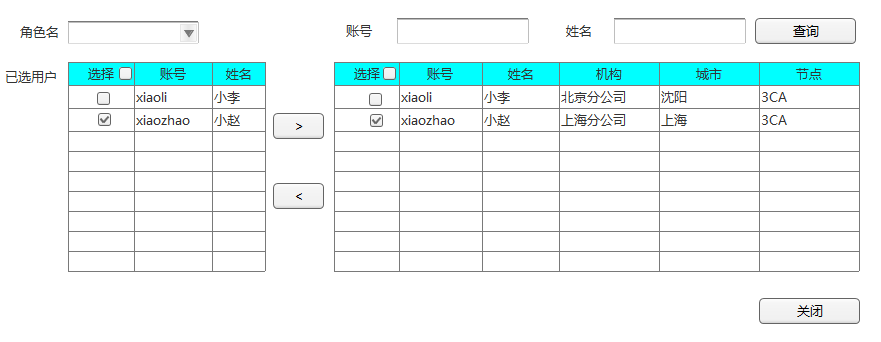 角色名 账号 姓名 查询
已选用户
选择 账号 姓名
xiaoli 小李
xiaozhao 小赵
>
<
选择 账号 姓名 机构 城市 节点
xiaoli 小李 北京分公司 沈阳 3CA
xiaozhao 小赵 上海分公司 上海 3CA
关闭